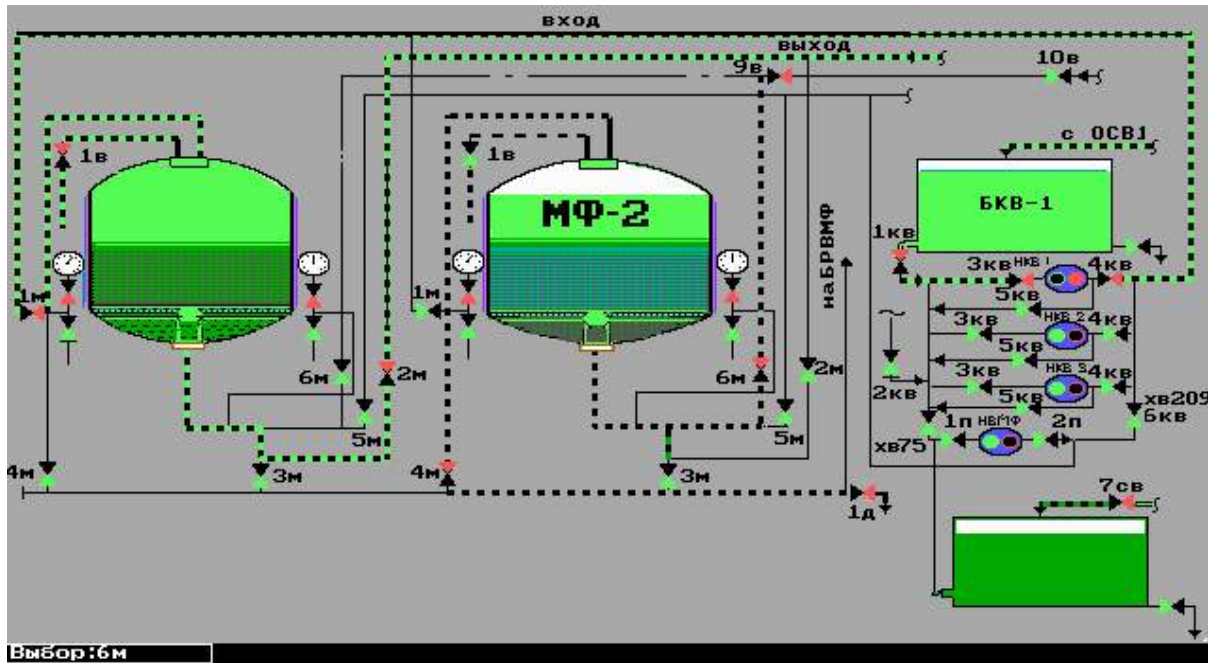 вход
выход
9в
10в
с ОСВ1
1в
1в
МФ-2
БКВ-1
наБРВМФ
1кв
3кв НКВ 1 4кв
5кв
1м
1м
3кв НКВ 2 4кв
5кв
6м
2м
6м
2м
3кв НКВ 3 4кв
2кв
5кв
хв209
6кв
5м
5м
1п НВМФ 2п
хв75
4м
3м
4м
3м
7св
1д
Выбор:6м